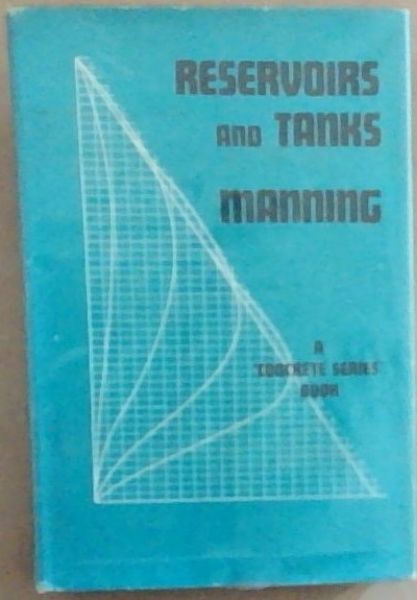 RESERVOIRS
AND TANKS
MANNING
A
"CONCRETE SERIES"
BOOK